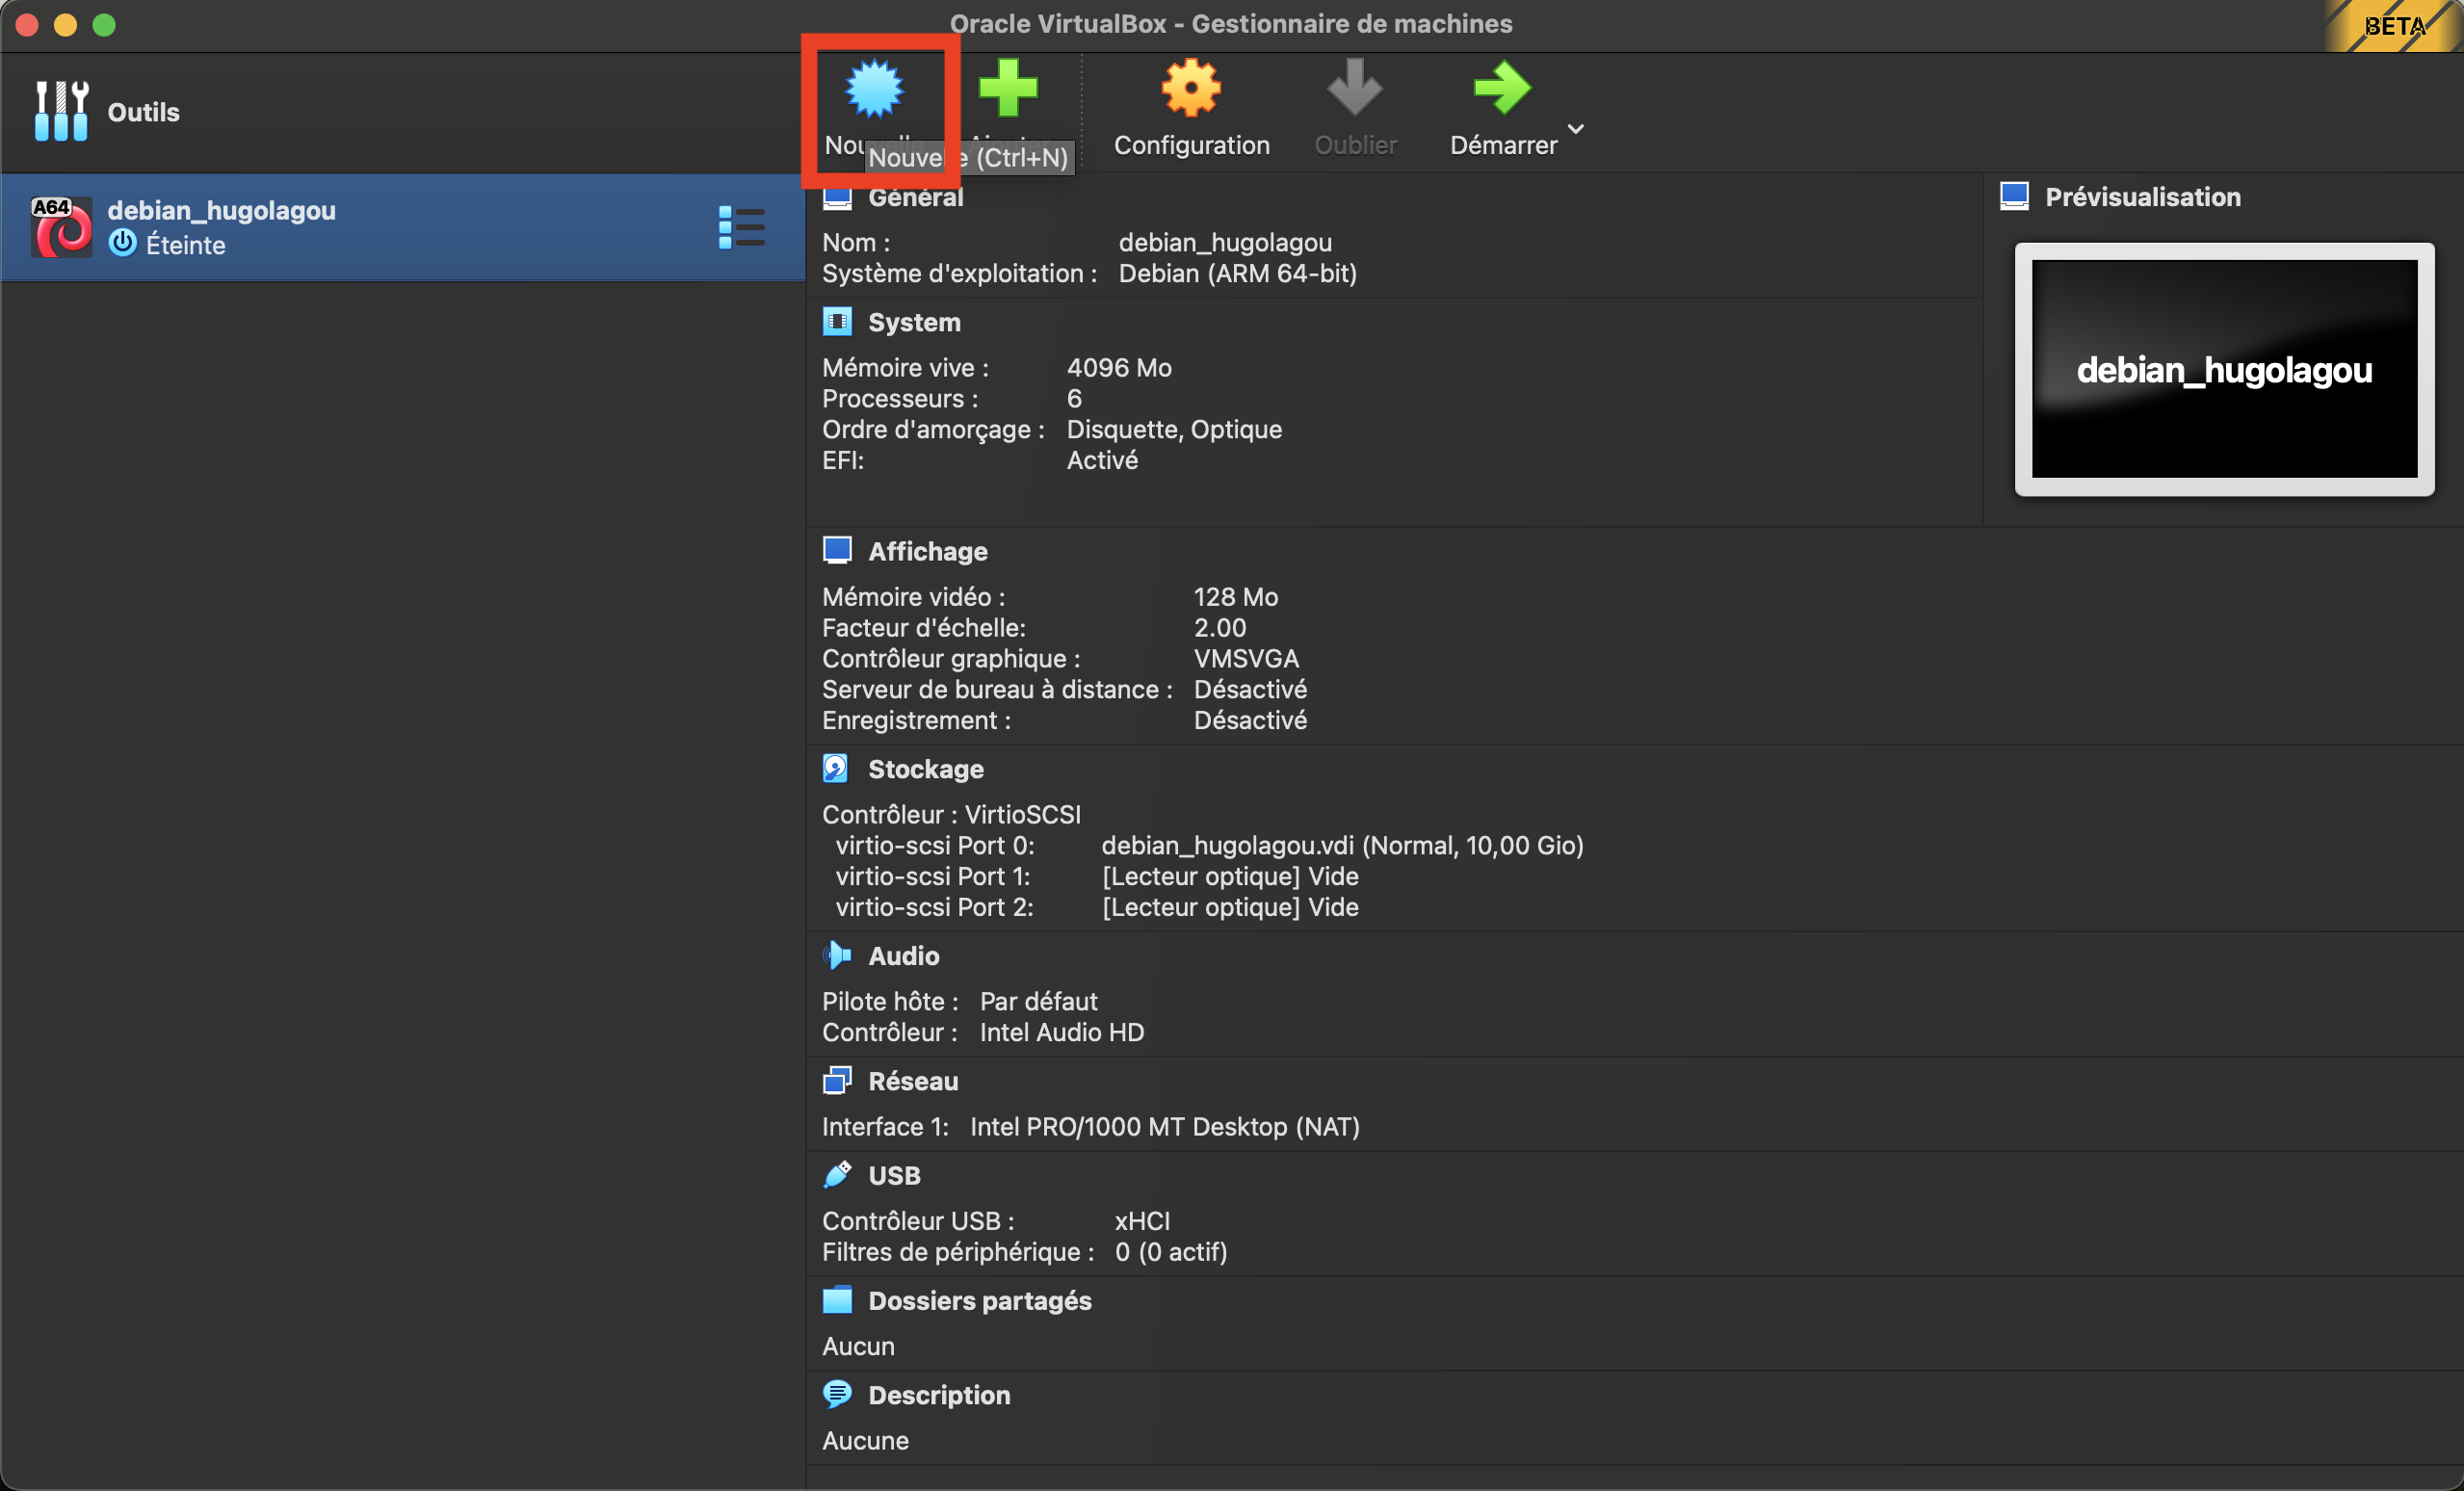 Oracle VirtualBox - Gestionnaire de machines
BETA
Outils
Nouvelle (Ctrl+N)
Configuration
Oublier
Démarrer
A64
debian_hugolagou
Éteinte
Général
Nom : debian_hugolagou
Système d'exploitation : Debian (ARM 64-bit)
Prévisualisation
debian_hugolagou
System
Mémoire vive : 4096 Mo
Processeurs : 6
Ordre d'amorçage : Disquette, Optique
EFI: Activé
Affichage
Mémoire vidéo : 128 Mo
Facteur d'échelle: 2.00
Contrôleur graphique : VMSVGA
Serveur de bureau à distance : Désactivé
Enregistrement : Désactivé
Stockage
Contrôleur : VirtioSCSI
virtio-scsi Port 0: debian_hugolagou.vdi (Normal, 10,00 Gio)
virtio-scsi Port 1: [Lecteur optique] Vide
virtio-scsi Port 2: [Lecteur optique] Vide
Audio
Pilote hôte : Par défaut
Contrôleur : Intel Audio HD
Réseau
Interface 1: Intel PRO/1000 MT Desktop (NAT)
USB
Contrôleur USB : xHCI
Filtres de périphérique : 0 (0 actif)
Dossiers partagés
Aucun
Description
Aucune